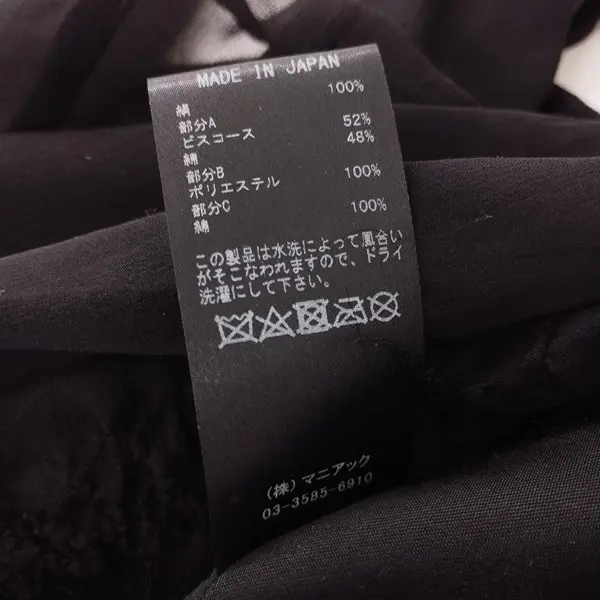 MADE IN JAPAN
絹 100%
部分A
ビスコース 52%
綿 48%
部分B
ポリエステル 100%
部分C
綿 100%
この製品は水洗によって風合い
がそこなわれますので、ドライ
洗濯にして下さい。
(株) マニアック
03-3585-6910